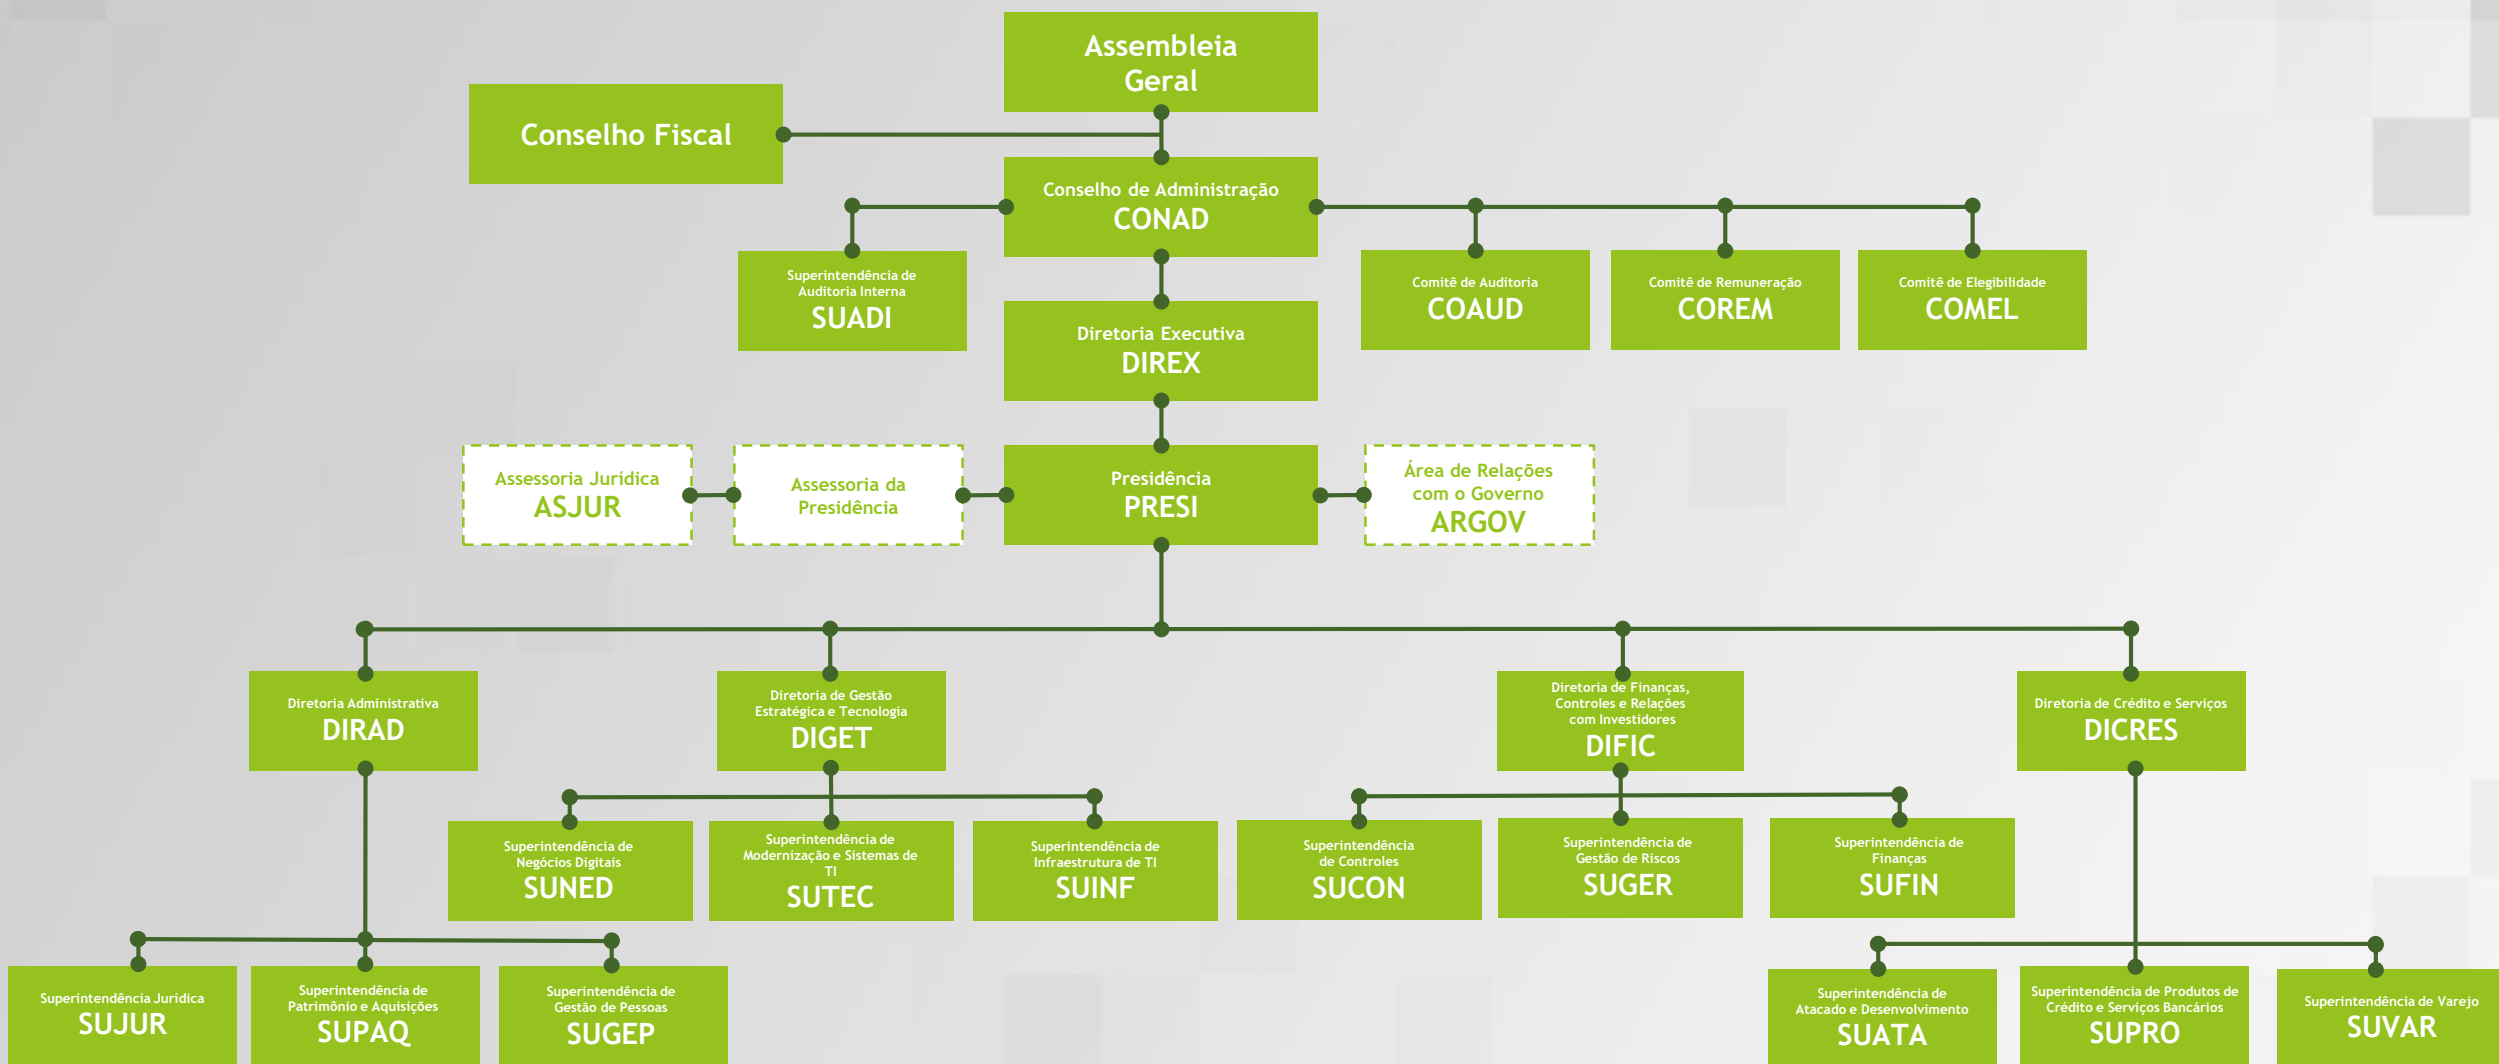 Assembleia
Geral
Conselho Fiscal
Conselho de Administração
CONAD
Superintendência de
Auditoria Interna
SUADI
Comitê de Auditoria
COAUD
Comitê de Remuneração
COREM
Comitê de Elegibilidade
COMEL
Diretoria Executiva
DIREX
Assessoria Jurídica
ASJUR
Assessoria da
Presidência
Presidência
PRESI
Área de Relações
com o Governo
ARGOV
Diretoria Administrativa
DIRAD
Diretoria de Gestão
Estratégica e Tecnologia
DIGET
Diretoria de Finanças,
Controles e Relações
com Investidores
DIFIC
Diretoria de Crédito e Serviços
DICRES
Superintendência de
Negócios Digitais
SUNED
Superintendência de
Modernização e Sistemas de
TI
SUTEC
Superintendência de
Infraestrutura de TI
SUINF
Superintendência
de Controles
SUCON
Superintendência de
Gestão de Riscos
SUGER
Superintendência de
Finanças
SUFIN
Superintendência Jurídica
SUJUR
Superintendência de
Patrimônio e Aquisições
SUPAQ
Superintendência de
Gestão de Pessoas
SUGEP
Superintendência de
Atacado e Desenvolvimento
SUATA
Superintendência de Produtos de
Crédito e Serviços Bancários
SUPRO
Superintendência de Varejo
SUVAR